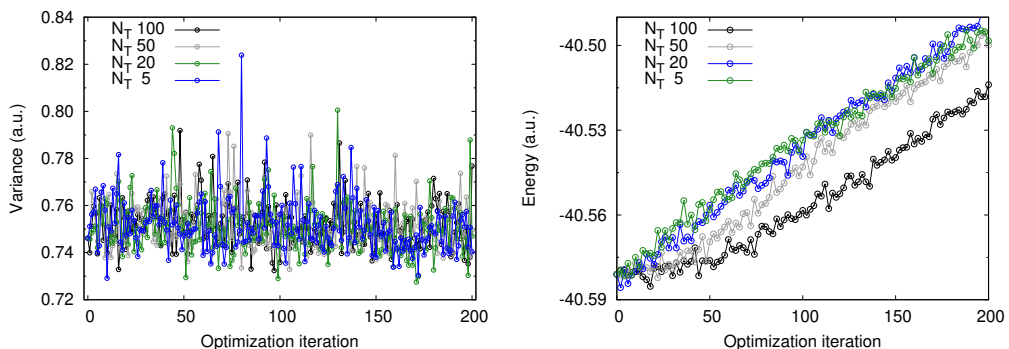 0.84
0.82
0.80
0.78
0.76
0.74
0.72
Variance (a.u.)
N_T 100
N_T 50
N_T 20
N_T 5
0 50 100 150 200
Optimization iteration
-40.50
-40.53
-40.56
-40.59
Energy (a.u.)
N_T 100
N_T 50
N_T 20
N_T 5
0 50 100 150 200
Optimization iteration